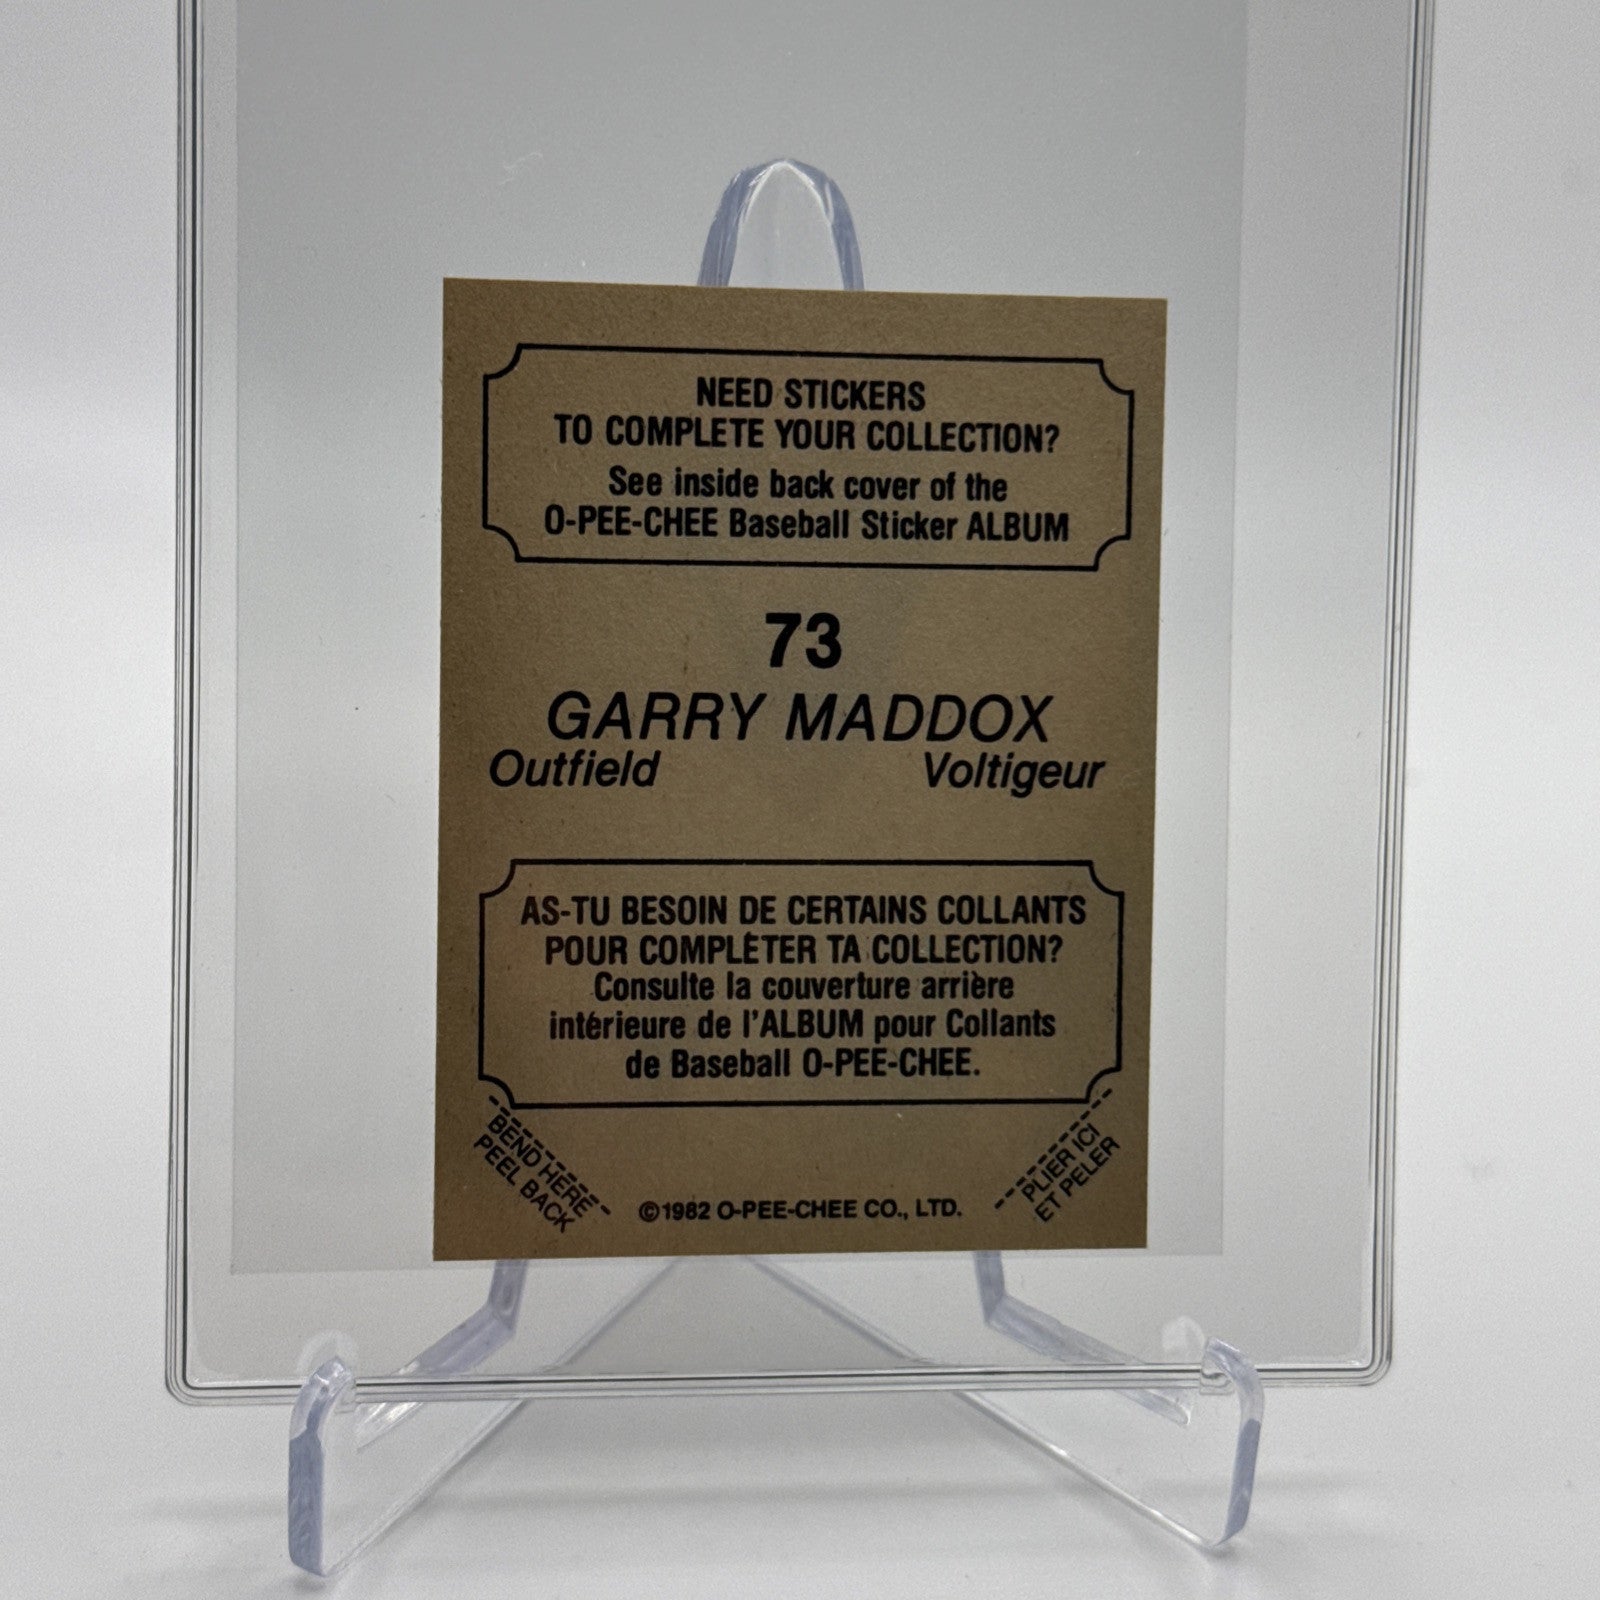 NEED STICKERS
TO COMPLETE YOUR COLLECTION?
See inside back cover of the
O-PEE-CHEE Baseball Sticker ALBUM
73
GARRY MADDOX
Outfield Voltigeur
AS-TU BESOIN DE CERTAINS COLLANTS
POUR COMPLÉTER TA COLLECTION?
Consulte la couverture arrière
intérieure de l'ALBUM pour Collants
de Baseball O-PEE-CHEE.
BEND HERE
PEEL BACK
PLIER ICI
ET PELER
©1982 O-PEE-CHEE CO., LTD.